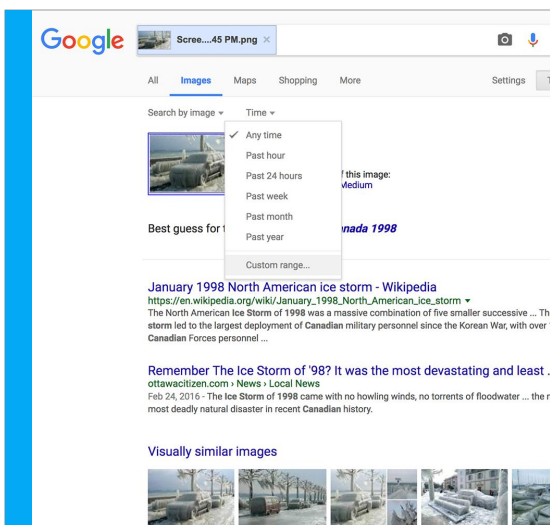 Google
Scree....45 PM.png ×
All Images Maps Shopping More Settings
Search by image Time
Any time
Past hour
Past 24 hours
this image:
Medium
Past week
Past month
Best guess for 1998
Past year
Custom range...
January 1998 North American ice storm - Wikipedia
https://en.wikipedia.org/wiki/January_1998_North_American_ice_storm
The North American Ice Storm of 1998 was a massive combination of five smaller successive ... Th
storm led to the largest deployment of Canadian military personnel since the Korean War, with over
Canadian Forces personnel ...
Remember The Ice Storm of '98? It was the most devastating and least .
ottawacitizen.com › News › Local News
Feb 24, 2016 - The Ice Storm of 1998 came with no howling winds, no torrents of floodwater ... the
most deadly natural disaster in recent Canadian history.
Visually similar images